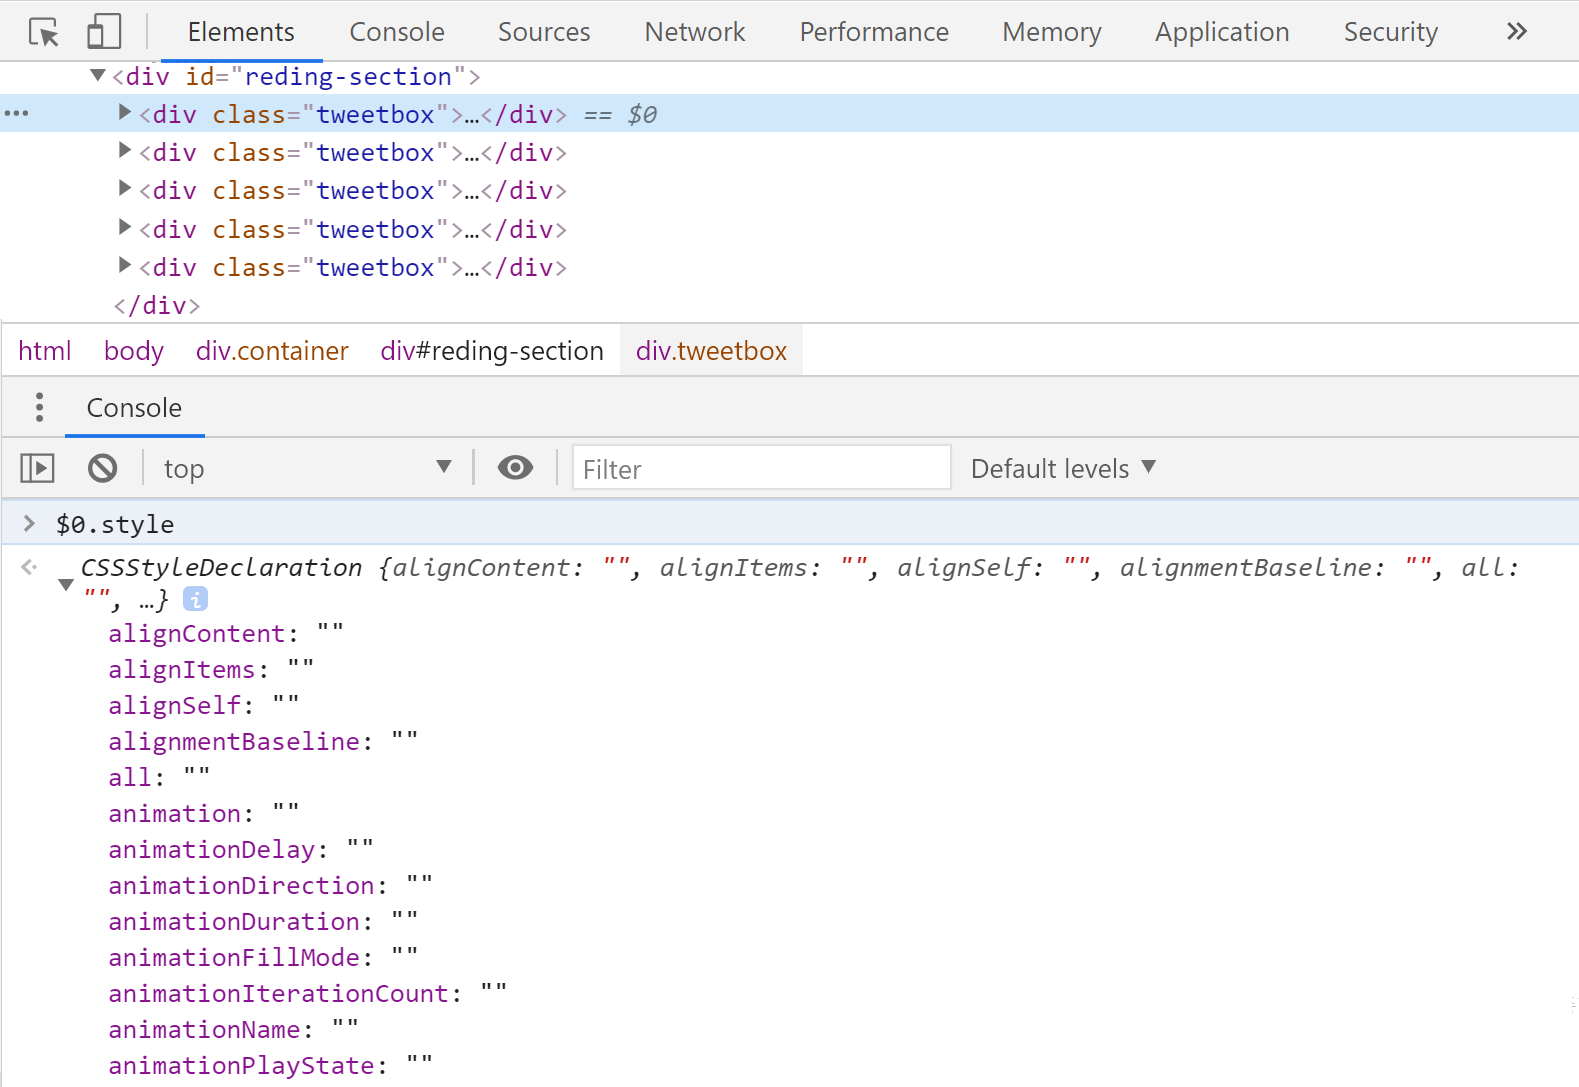 Elements Console Sources Network Performance Memory Application Security »
▼<div id="reding-section">
… ▶<div class="tweetbox">…</div> == $0
▶<div class="tweetbox">…</div>
▶<div class="tweetbox">…</div>
▶<div class="tweetbox">…</div>
▶<div class="tweetbox">…</div>
</div>
html body div.container div#reding-section div.tweetbox
Console
top ▼ Filter Default levels ▼
> $0.style
CSSStyleDeclaration {alignContent: "", alignItems: "", alignSelf: "", alignmentBaseline: "", all:
"", …} i
alignContent: ""
alignItems: ""
alignSelf: ""
alignmentBaseline: ""
all: ""
animation: ""
animationDelay: ""
animationDirection: ""
animationDuration: ""
animationFillMode: ""
animationIterationCount: ""
animationName: ""
animationPlayState: ""